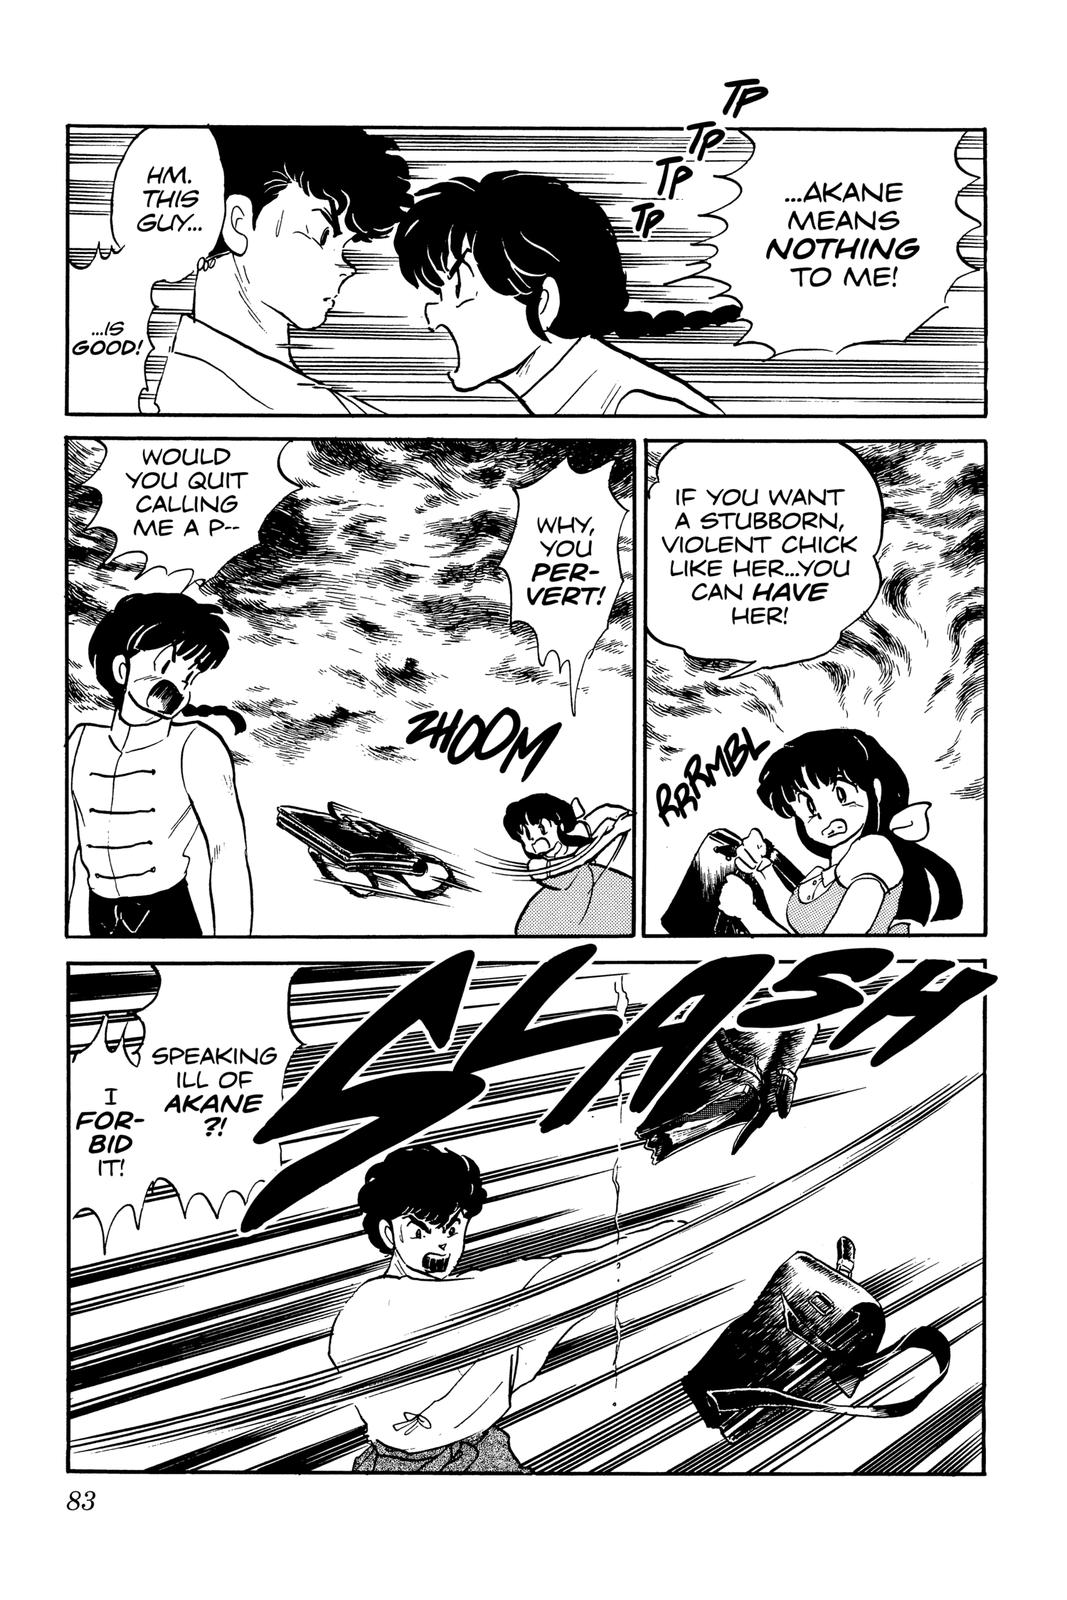 TP
TP
TP
TP
...AKANE
MEANS
NOTHING
TO ME!
HM.
THIS
GUY...
...IS
GOOD!
IF YOU WANT
A STUBBORN,
VIOLENT CHICK
LIKE HER...YOU
CAN HAVE
HER!
RRRMBL
WHY,
YOU
PER-
VERT!
ZHOOM
WOULD
YOU QUIT
CALLING
ME A P--
SLASH
SPEAKING
ILL OF
AKANE
?!
I
FOR-
BID
IT!
83